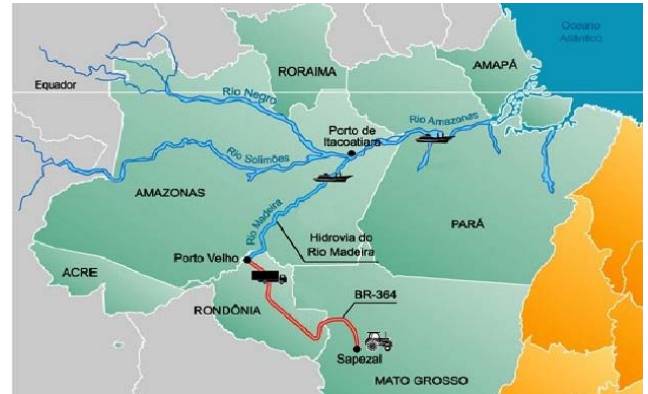 Oceano
Atlântico
AMAPÁ
RORAIMA
Equador
Rio Negro
Rio Amazonas
Porto de
Itacoatiara
Rio Solimões
AMAZONAS
PARÁ
Rio Madeira
Hidrovia do
Rio Madeira
Porto Velho
ACRE
RONDÔNIA
BR-364
Sapezal
MATO GROSSO